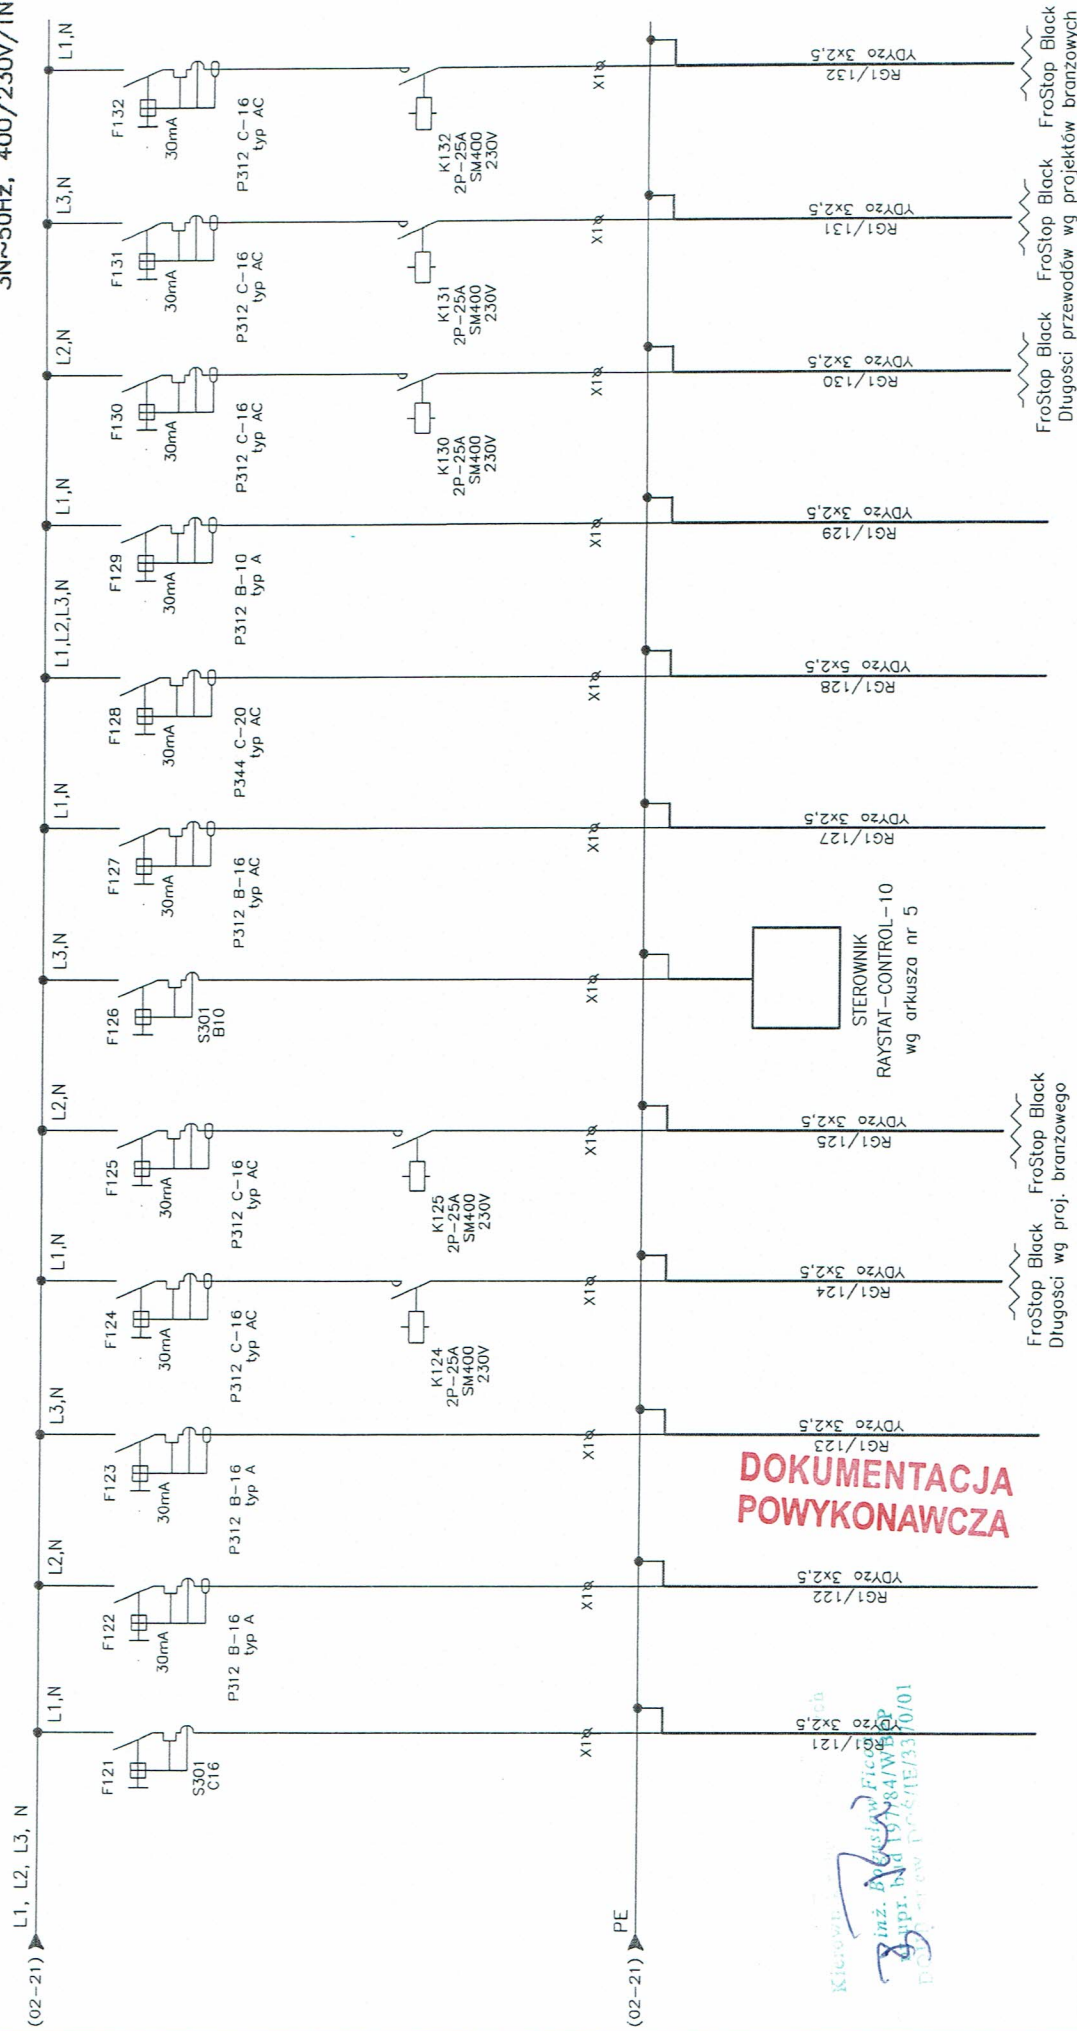 3N~50Hz, 400/230V/TN
(02-21)
L1, L2, L3, N
L1,N
F121
S301
C16
X1
RG1/121
YDYżo 3x2,5
L2,N
F122
30mA
P312 B-16
typ A
X1
RG1/122
YDYżo 3x2,5
L3,N
F123
30mA
P312 B-16
typ A
X1
RG1/123
YDYżo 3x2,5
L1,N
F124
30mA
P312 C-16
typ AC
K124
2P-25A
SM400
230V
X1
RG1/124
YDYżo 3x2,5
FroStop Black
L2,N
F125
30mA
P312 C-16
typ AC
K125
2P-25A
SM400
230V
X1
RG1/125
YDYżo 3x2,5
FroStop Black
Długości wg proj. branżowego
L3,N
F126
S301
B10
X1
STEROWNIK
RAYSTAT-CONTROL-10
wg arkusza nr 5
L1,N
F127
30mA
P312 B-16
typ AC
X1
RG1/127
YDYżo 3x2,5
L1,L2,L3,N
F128
30mA
P344 C-20
typ AC
X1
RG1/128
YDYżo 5x2,5
L1,N
F129
30mA
P312 B-10
typ A
X1
RG1/129
YDYżo 3x2,5
L2,N
F130
30mA
P312 C-16
typ AC
K130
2P-25A
SM400
230V
X1
RG1/130
YDYżo 3x2,5
FroStop Black
L3,N
F131
30mA
P312 C-16
typ AC
K131
2P-25A
SM400
230V
X1
RG1/131
YDYżo 3x2,5
FroStop Black
L1,N
F132
30mA
P312 C-16
typ AC
K132
2P-25A
SM400
230V
X1
RG1/132
YDYżo 3x2,5
FroStop Black
Długości przewodów wg projektów branżowych
(02-21)
PE
DOKUMENTACJA
POWYKONAWCZA
inż. Bogusław
upr. bud 197/84/WBPP